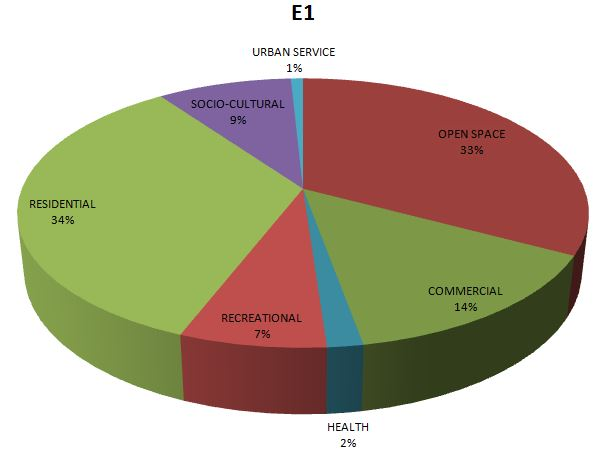 E1
URBAN SERVICE
1%
SOCIO-CULTURAL
9%
OPEN SPACE
33%
RESIDENTIAL
34%
COMMERCIAL
14%
RECREATIONAL
7%
HEALTH
2%